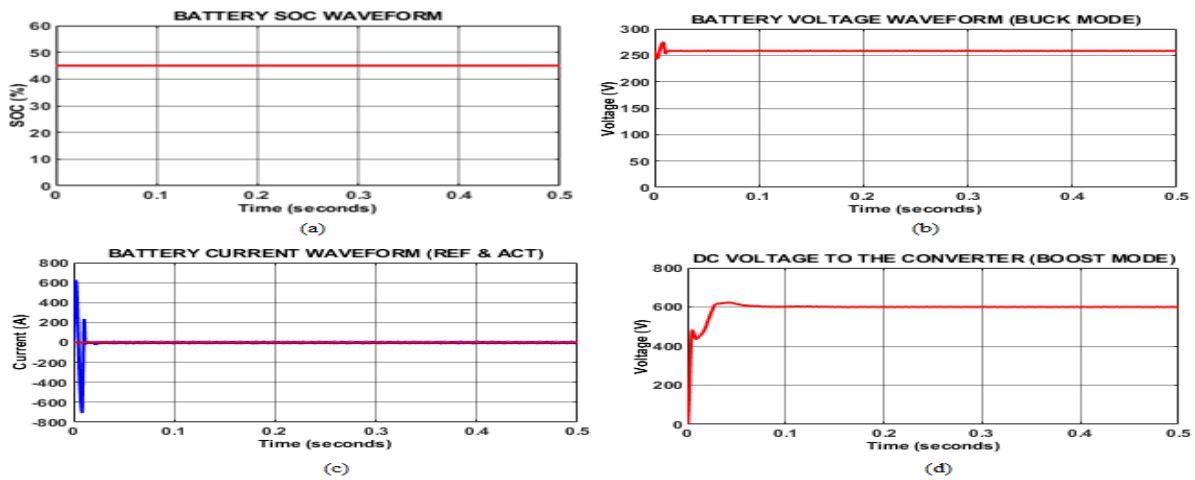 BATTERY SOC WAVEFORM
60
50
40
30
20
10
0
SOC (%)
0 0.1 0.2 0.3 0.4 0.5
Time (seconds)
(a)
BATTERY VOLTAGE WAVEFORM (BUCK MODE)
300
250
200
150
100
50
0
Voltage (V)
0 0.1 0.2 0.3 0.4 0.5
Time (seconds)
(b)
BATTERY CURRENT WAVEFORM (REF & ACT)
800
600
400
200
0
-200
-400
-600
-800
Current (A)
0 0.1 0.2 0.3 0.4 0.5
Time (seconds)
(c)
DC VOLTAGE TO THE CONVERTER (BOOST MODE)
800
600
400
200
0
Voltage (V)
0 0.1 0.2 0.3 0.4 0.5
Time (seconds)
(d)